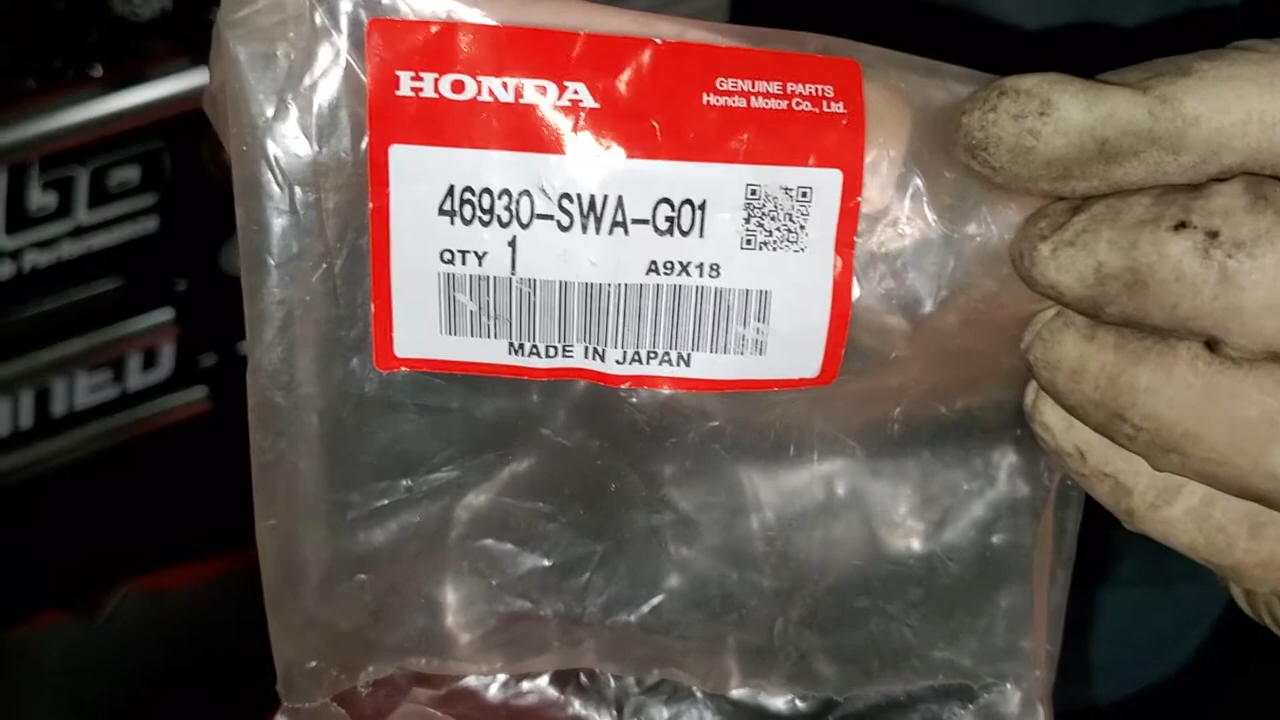 HONDA
GENUINE PARTS
Honda Motor Co., Ltd.
46930-SWA-G01
QTY 1
A9X18
MADE IN JAPAN